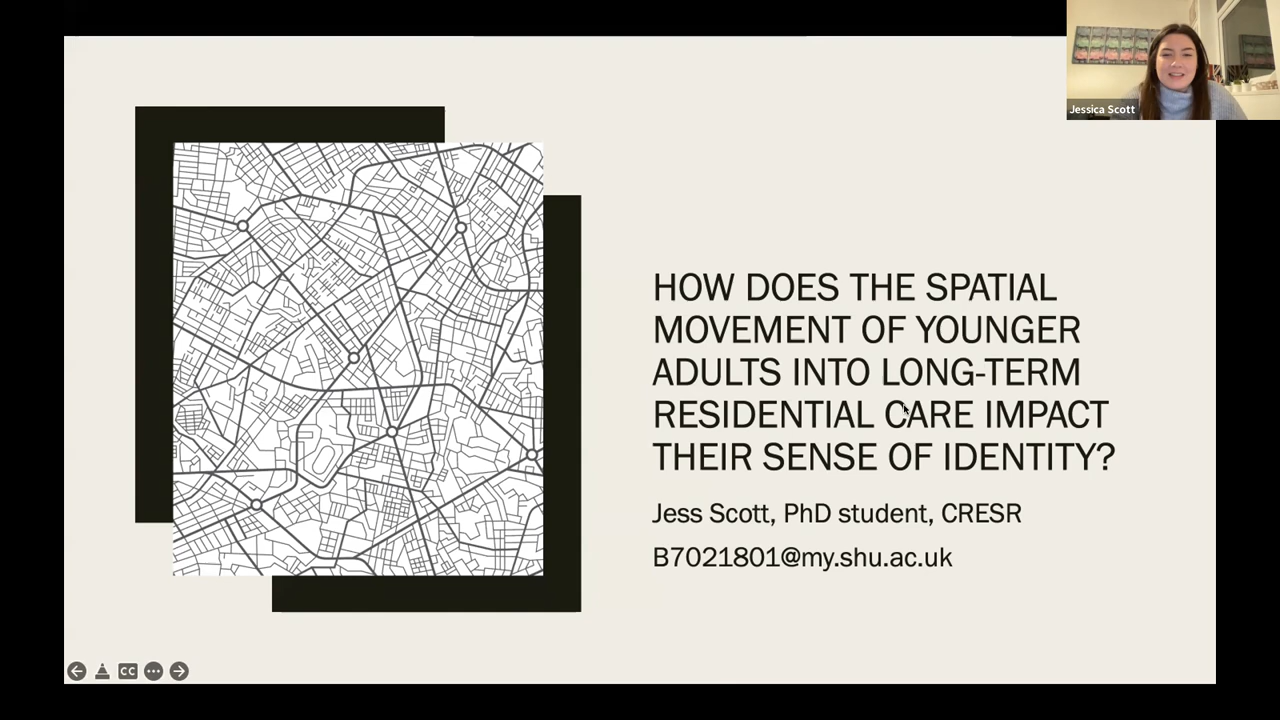 Jessica Scott
HOW DOES THE SPATIAL
MOVEMENT OF YOUNGER
ADULTS INTO LONG-TERM
RESIDENTIAL CARE IMPACT
THEIR SENSE OF IDENTITY?
Jess Scott, PhD student, CRESR
B7021801@my.shu.ac.uk
CC